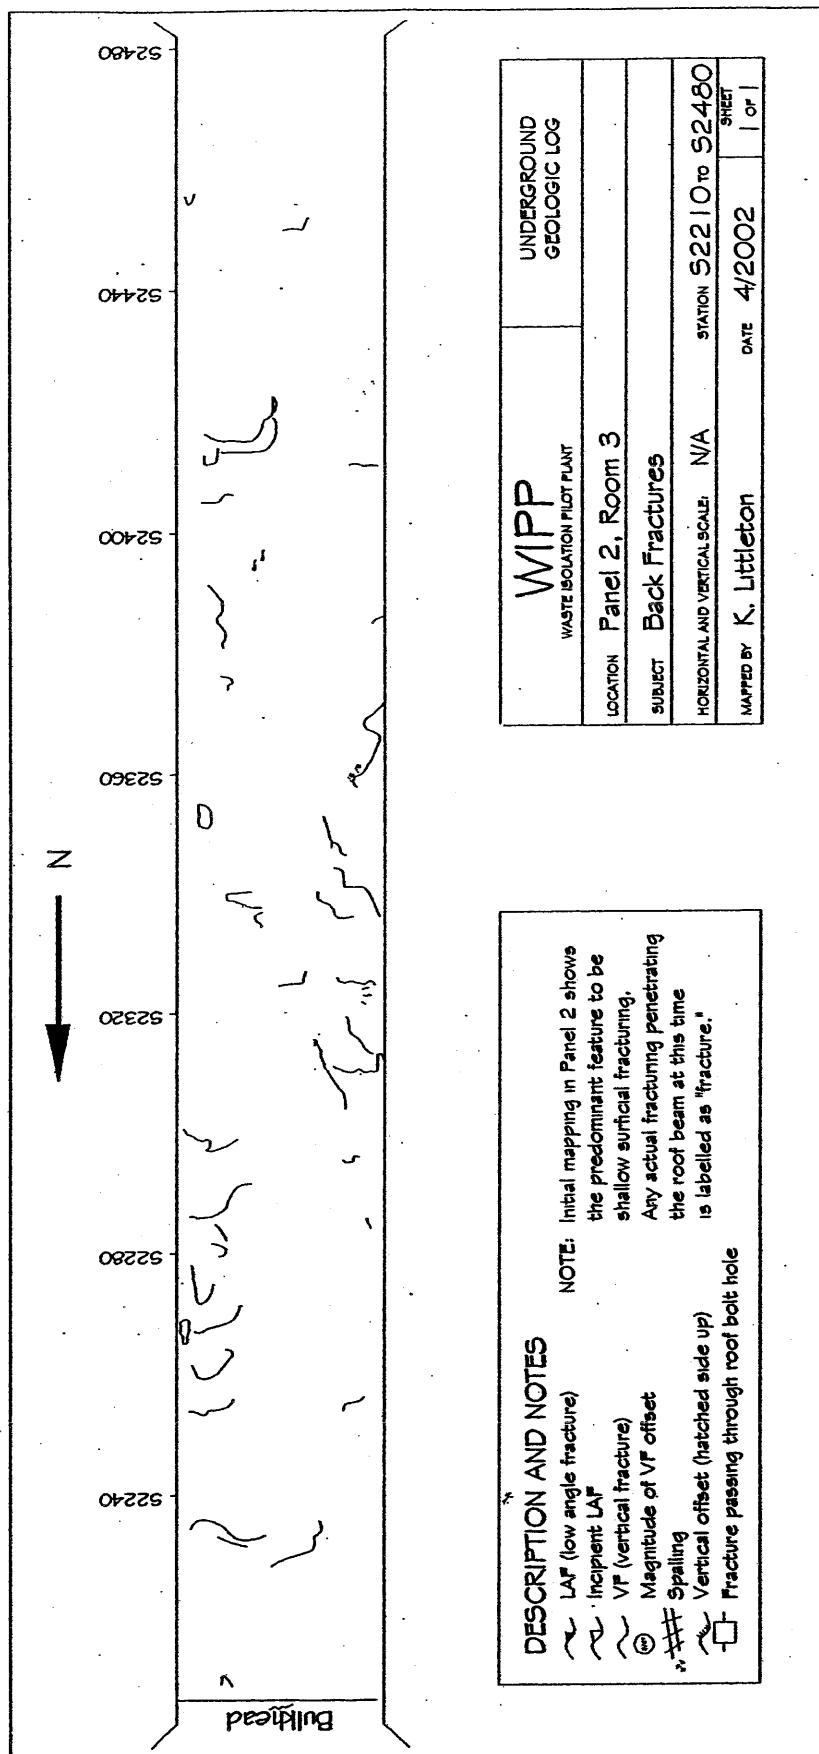 N
S2480
S2440
S2400
S2360
S2320
S2280
S2240
Bulkhead
DESCRIPTION AND NOTES
LAF (low angle fracture)
Incipient LAF
VF (vertical fracture)
Magnitude of VF offset
Spalling
Vertical offset (hatched side up)
Fracture passing through roof bolt hole
NOTE: Initial mapping in Panel 2 shows
the predominant feature to be
shallow surficial fracturing.
Any actual fracturing penetrating
the roof beam at this time
is labelled as "fracture."
WIPP
WASTE ISOLATION PILOT PLANT
UNDERGROUND
GEOLOGIC LOG
LOCATION Panel 2, Room 3
SUBJECT Back Fractures
HORIZONTAL AND VERTICAL SCALE: N/A STATION S2210 TO S2480
MAPPED BY K. Littleton DATE 4/2002 SHEET
1 OF 1